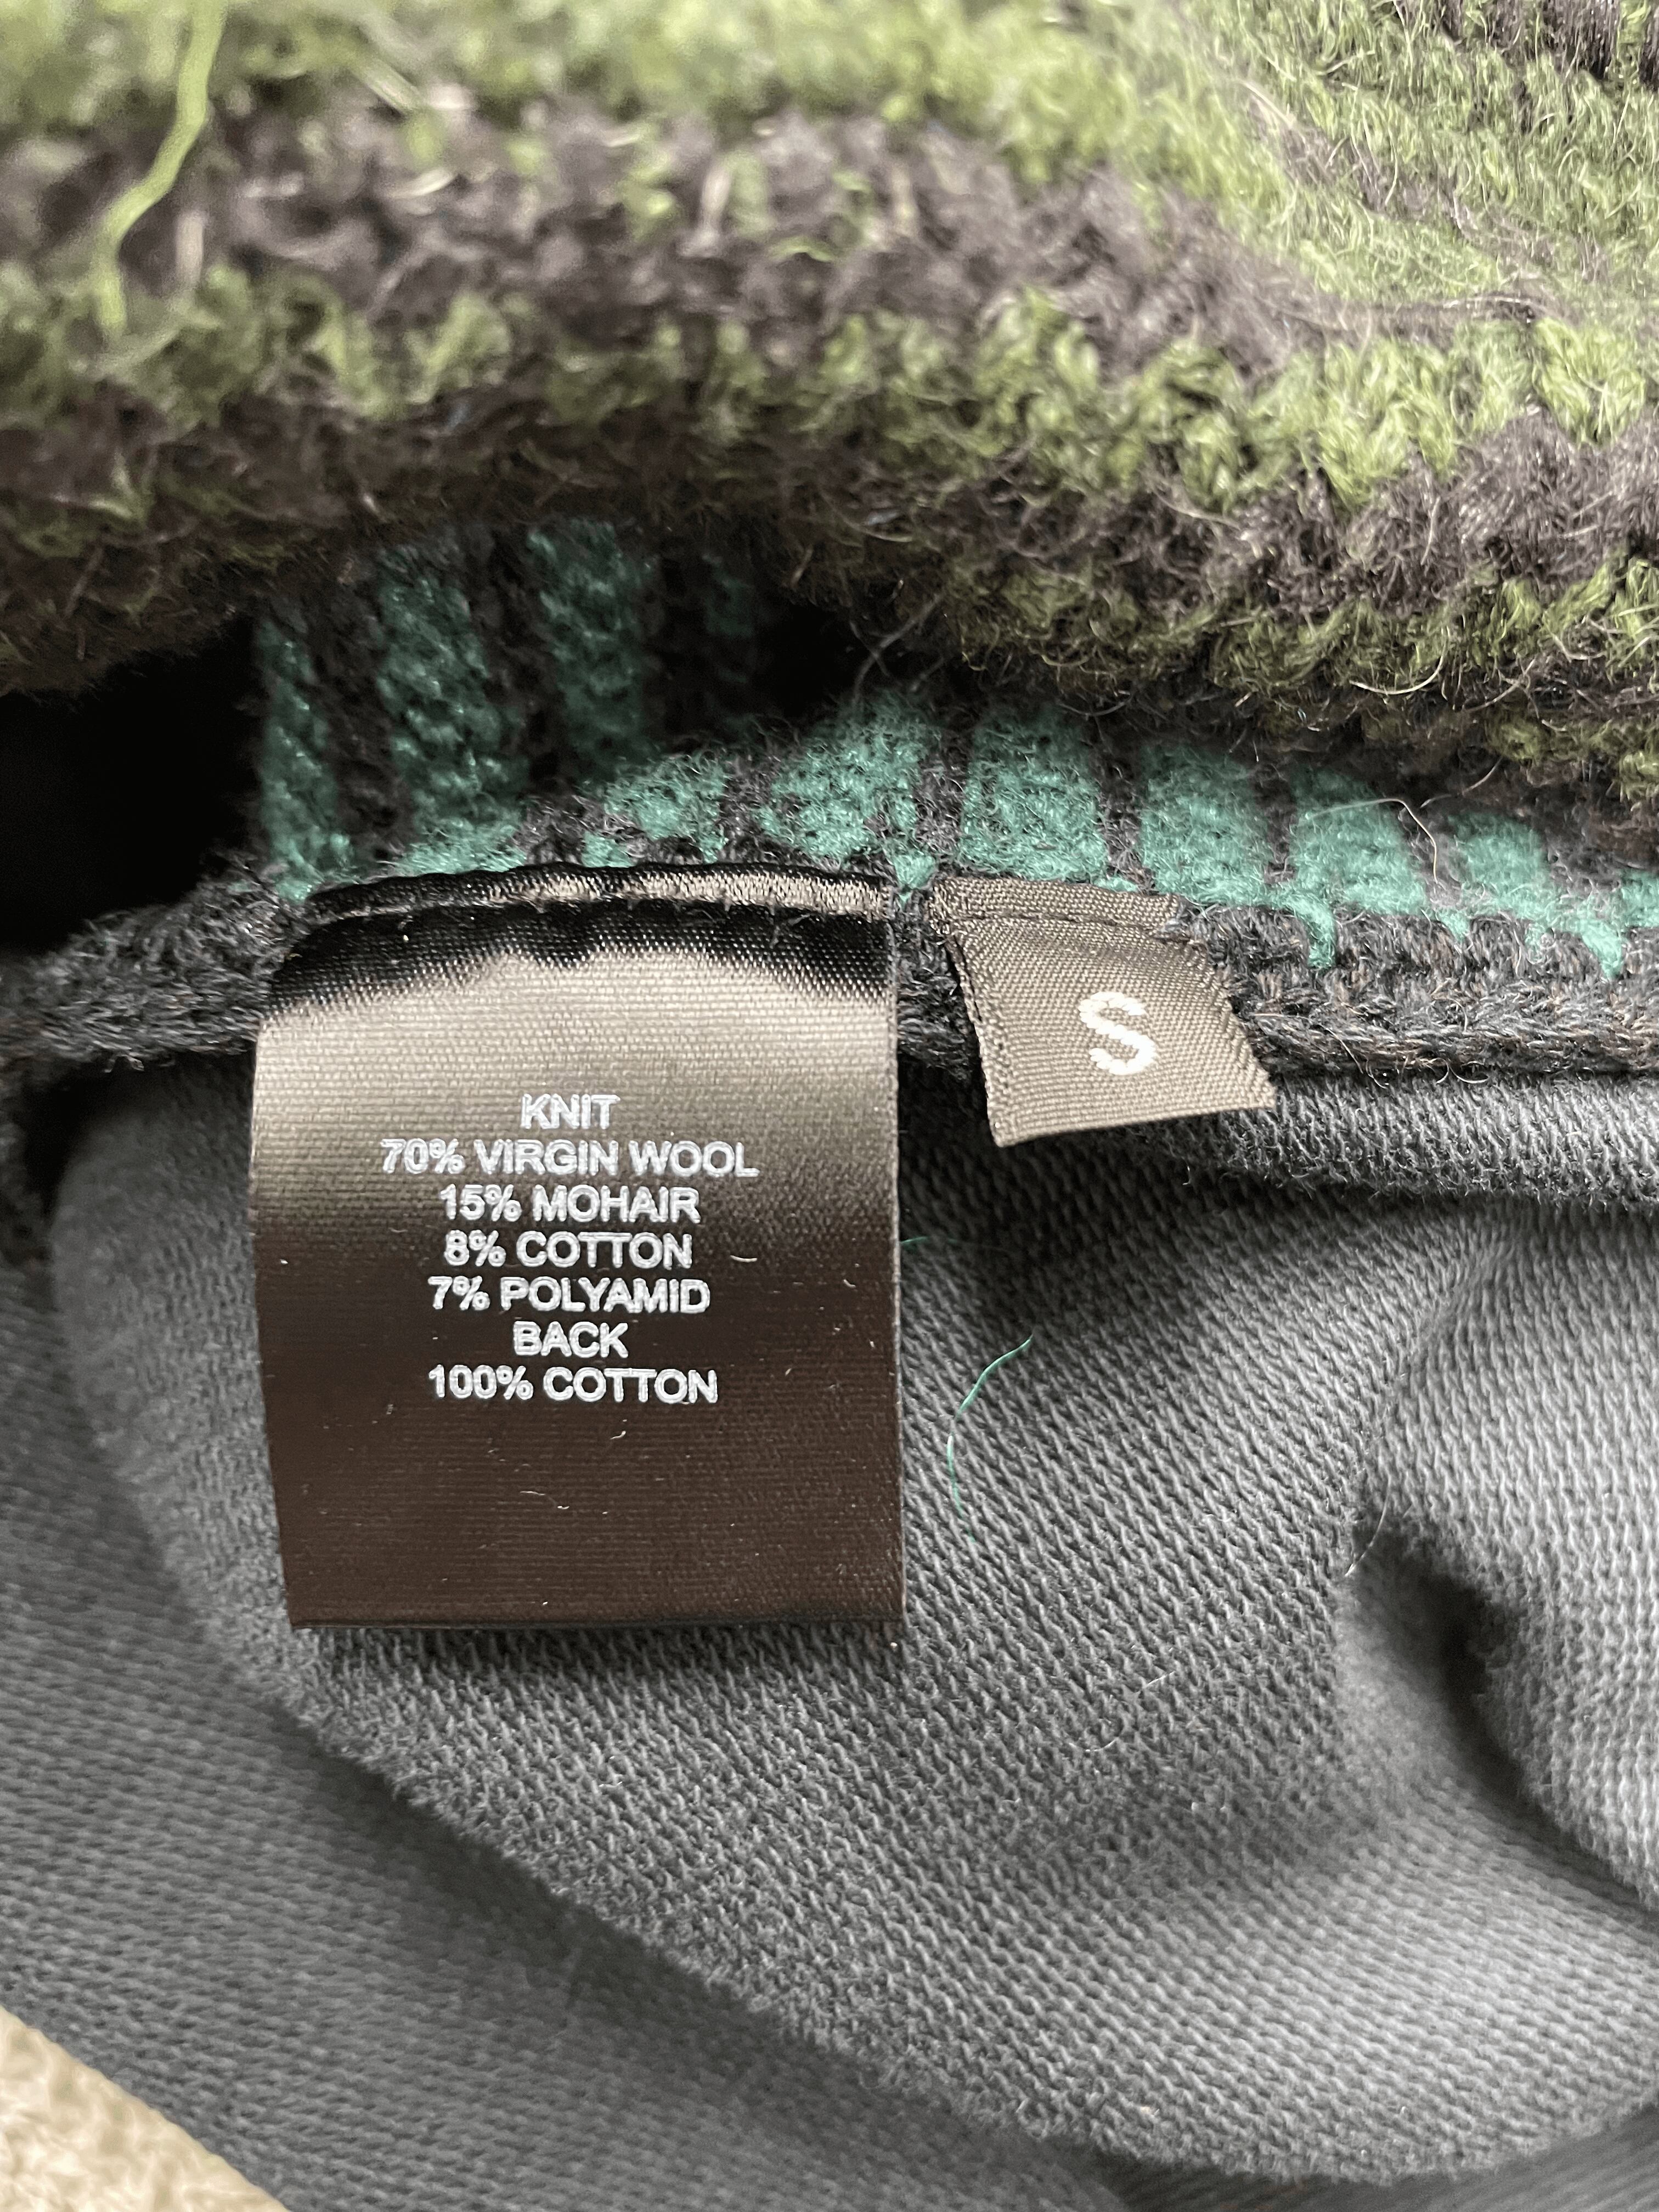 KNIT
70% VIRGIN WOOL
15% MOHAIR
8% COTTON
7% POLYAMID
BACK
100% COTTON
S